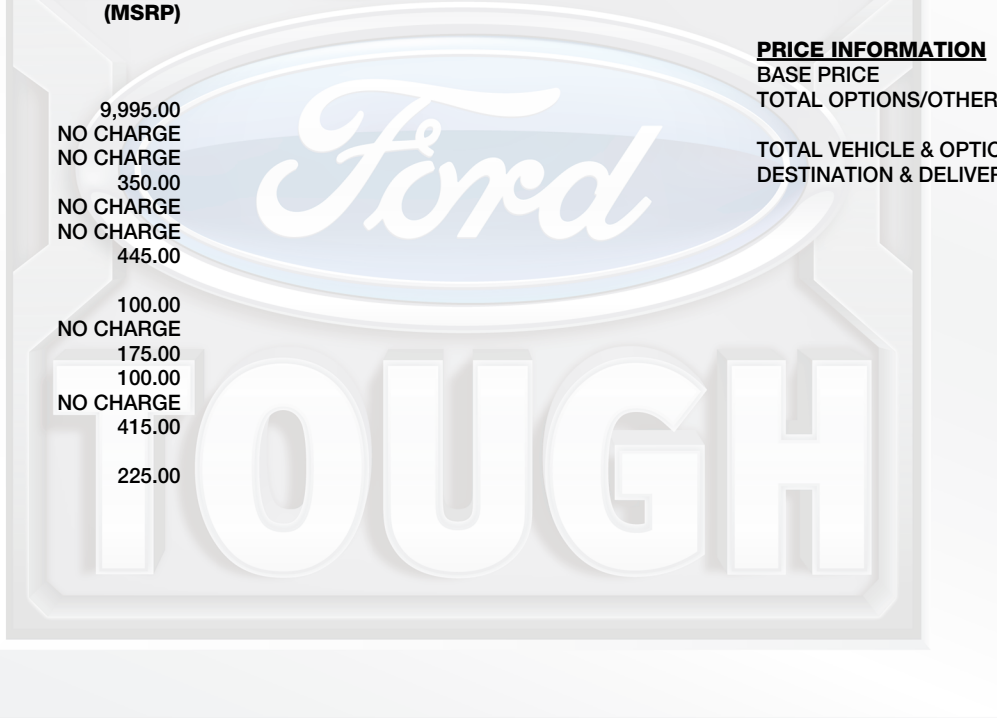 (MSRP)
9,995.00
NO CHARGE
NO CHARGE
350.00
NO CHARGE
NO CHARGE
445.00
100.00
NO CHARGE
175.00
100.00
NO CHARGE
415.00
225.00
PRICE INFORMATION
BASE PRICE
TOTAL OPTIONS/OTHER
TOTAL VEHICLE & OPTIO
DESTINATION & DELIVER
Ford
TOUGH